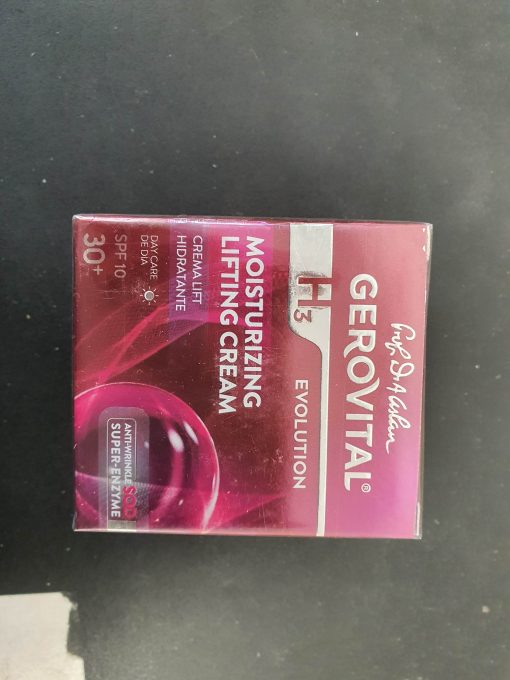 Prof. Dr. A. Aslan
GEROVITAL®
H3
EVOLUTION
MOISTURIZING
LIFTING CREAM
CREMA LIFT
HIDRATANTE
DAY CARE
DE DIA
SPF 10
30+
ANTI-WRINKLE
SUPER-ENZYME
SOD